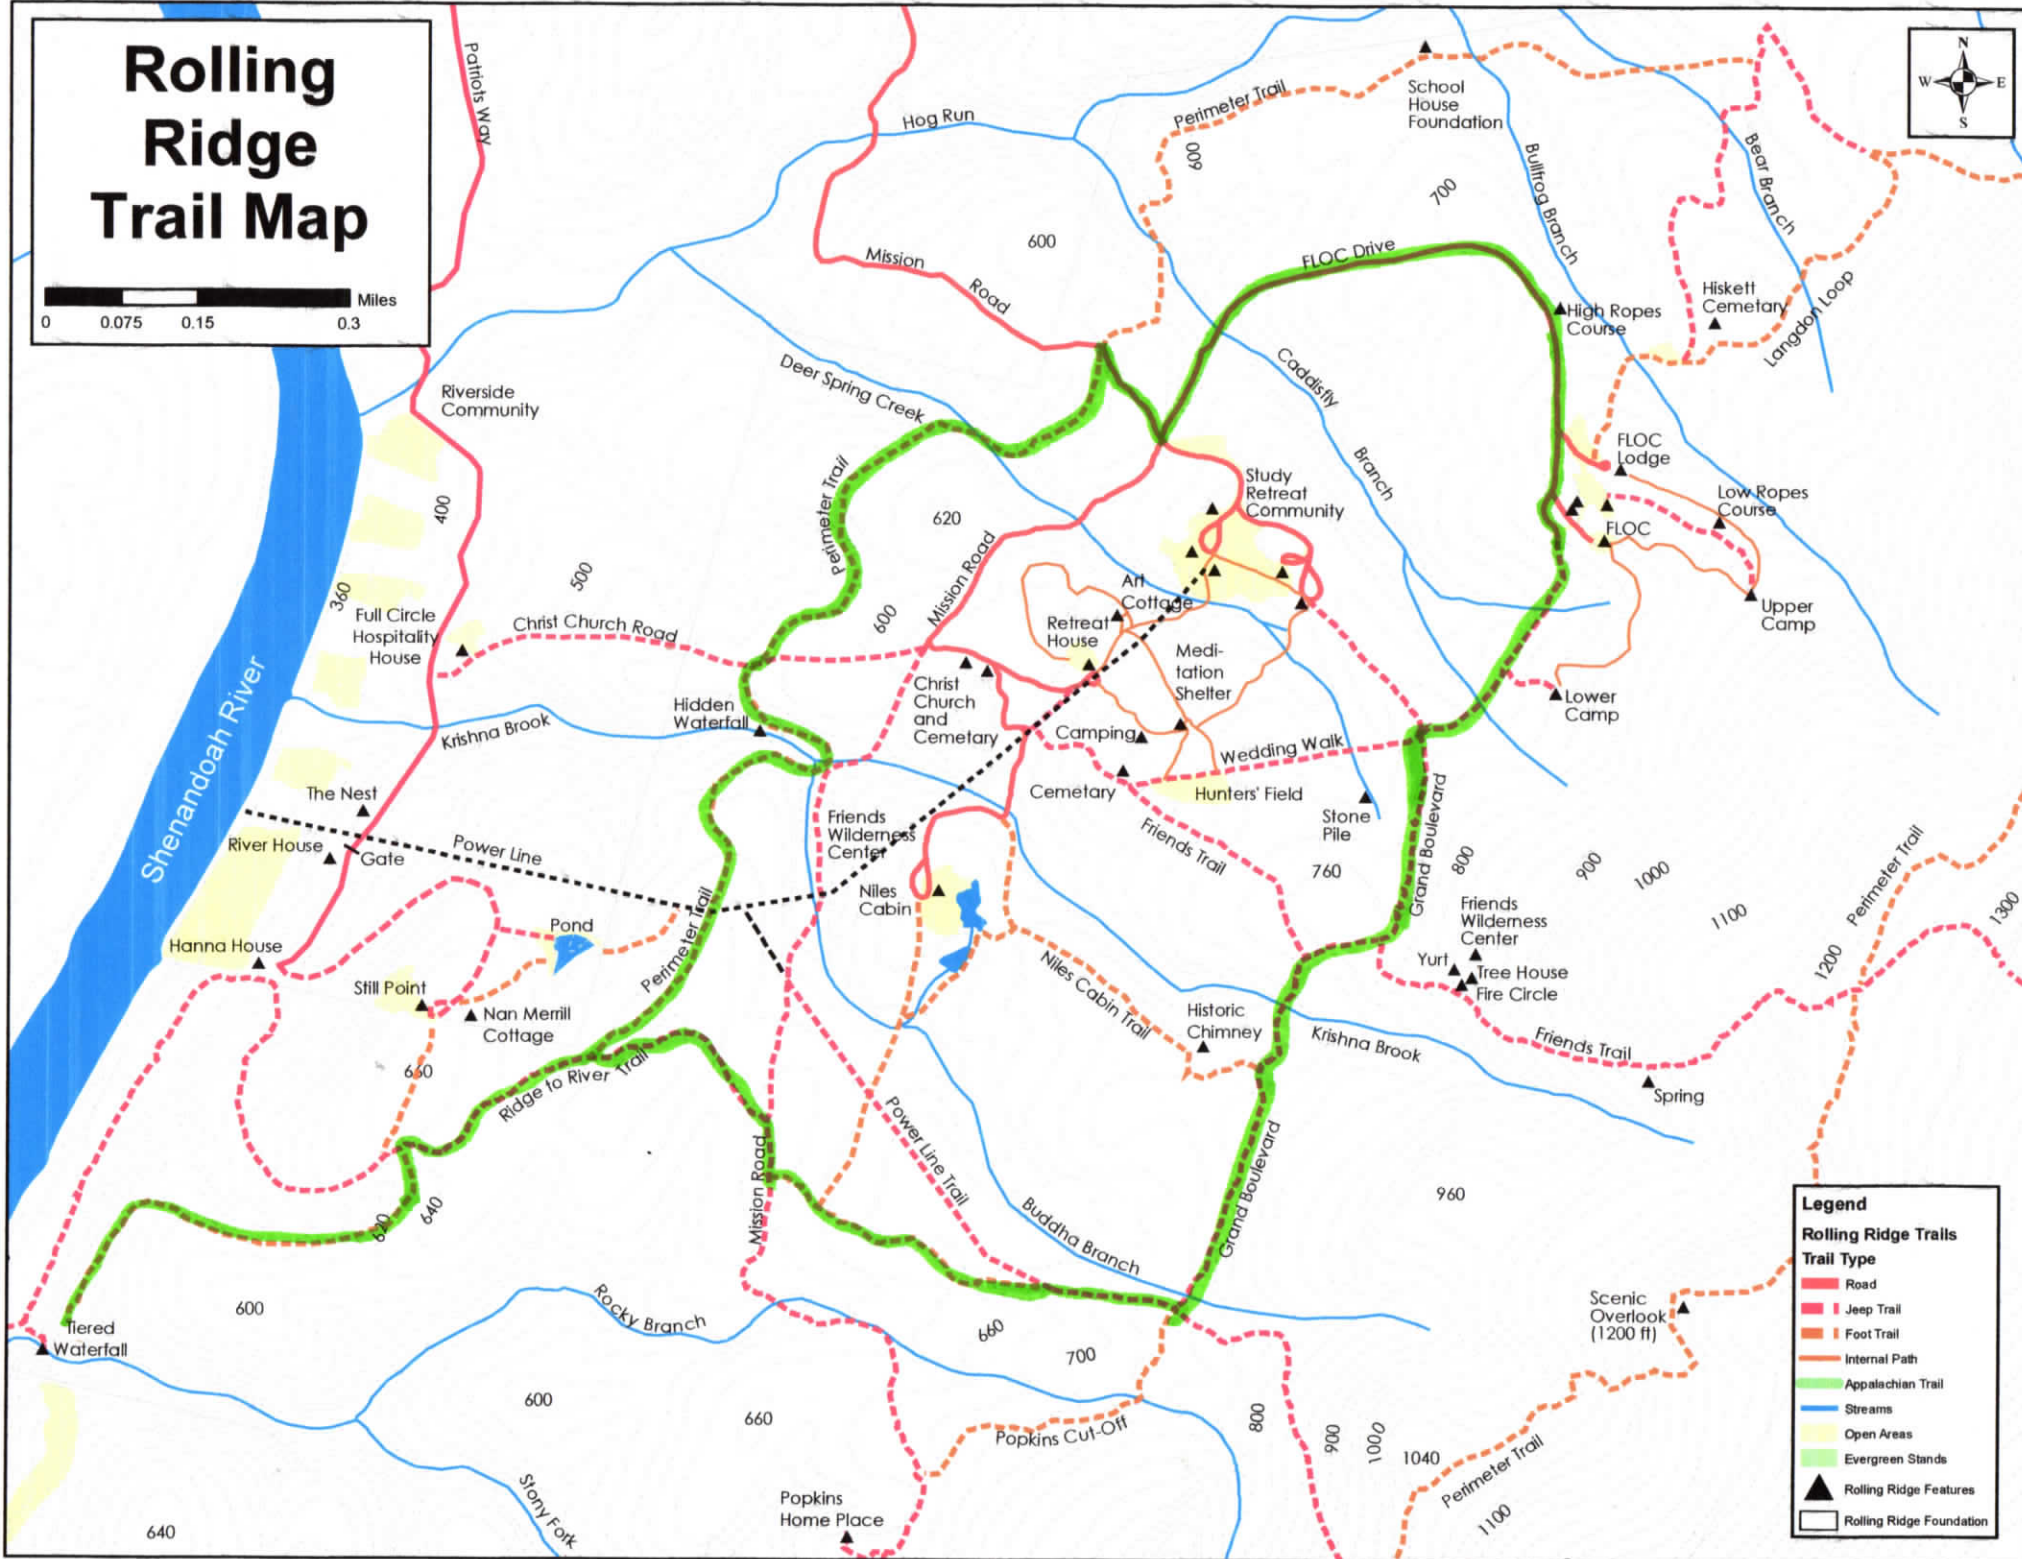 Rolling
Ridge
Trail Map
Miles
0 0.075 0.15 0.3
N
W E
S
Patriots Way
Hog Run
Perimeter Trail
600
School
House
Foundation
700
Bullfrog Branch
Bear Branch
Mission
Road
600
FLOC Drive
High Ropes
Course
Hiskett
Cemetary
Langdon Loop
Riverside
Community
Deer Spring Creek
Caddisfly
Branch
400
Perimeter Trail
620
Study
Retreat
Community
FLOC
Lodge
Low Ropes
Course
FLOC
Upper
Camp
360
500
Full Circle
Hospitality
House
Christ Church Road
600
Mission Road
Art
Cottage
Retreat
House
Medi-
tation
Shelter
Lower
Camp
Shenandoah River
Krishna Brook
Hidden
Waterfall
Christ
Church
and
Cemetary
Camping
Wedding Walk
Cemetary
Hunters' Field
Stone
Pile
The Nest
River House
Gate
Power Line
Friends
Wilderness
Center
Friends Trail
760
Grand Boulevard
800
900
1000
1100
Perimeter Trail
1200
1300
Niles
Cabin
Hanna House
Pond
Perimeter Trail
Still Point
Nan Merrill
Cottage
Niles Cabin Trail
Historic
Chimney
Friends
Wilderness
Center
Yurt
Tree House
Fire Circle
Krishna Brook
Friends Trail
Spring
660
Ridge to River Trail
Mission Road
Power Line Trail
Buddha Branch
Grand Boulevard
960
620
640
600
Tiered
Waterfall
Rocky Branch
660
700
Scenic
Overlook
(1200 ft)
600
660
Popkins Cut-Off
800
900
1000
1040
Perimeter Trail
1100
Popkins
Home Place
Stony Fork
640
Legend
Rolling Ridge Trails
Trail Type
Road
Jeep Trail
Foot Trail
Internal Path
Appalachian Trail
Streams
Open Areas
Evergreen Stands
Rolling Ridge Features
Rolling Ridge Foundation